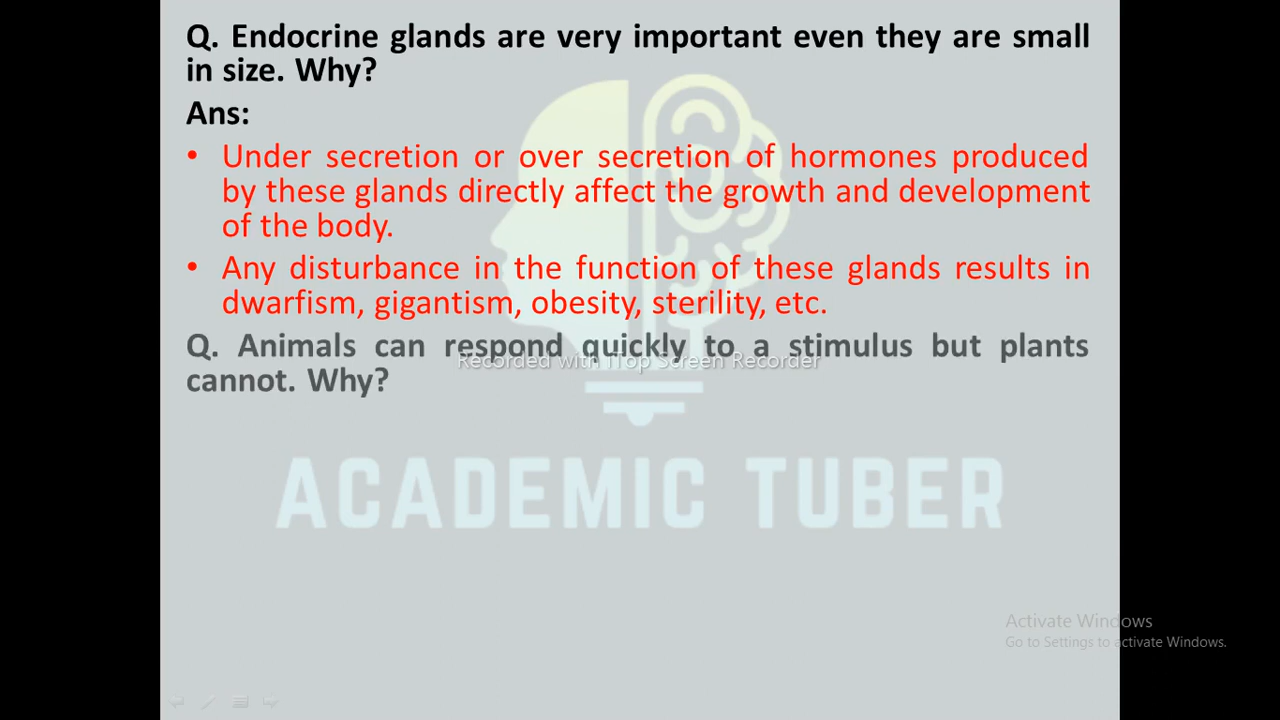 Q. Endocrine glands are very important even they are small
in size. Why?
Ans:
• Under secretion or over secretion of hormones produced
by these glands directly affect the growth and development
of the body.
• Any disturbance in the function of these glands results in
dwarfism, gigantism, obesity, sterility, etc.
Q. Animals can respond quickly to a stimulus but plants
cannot. Why?
Recorded with iTop Screen Recorder
ACADEMIC TUBER
Activate Windows
Go to Settings to activate Windows.